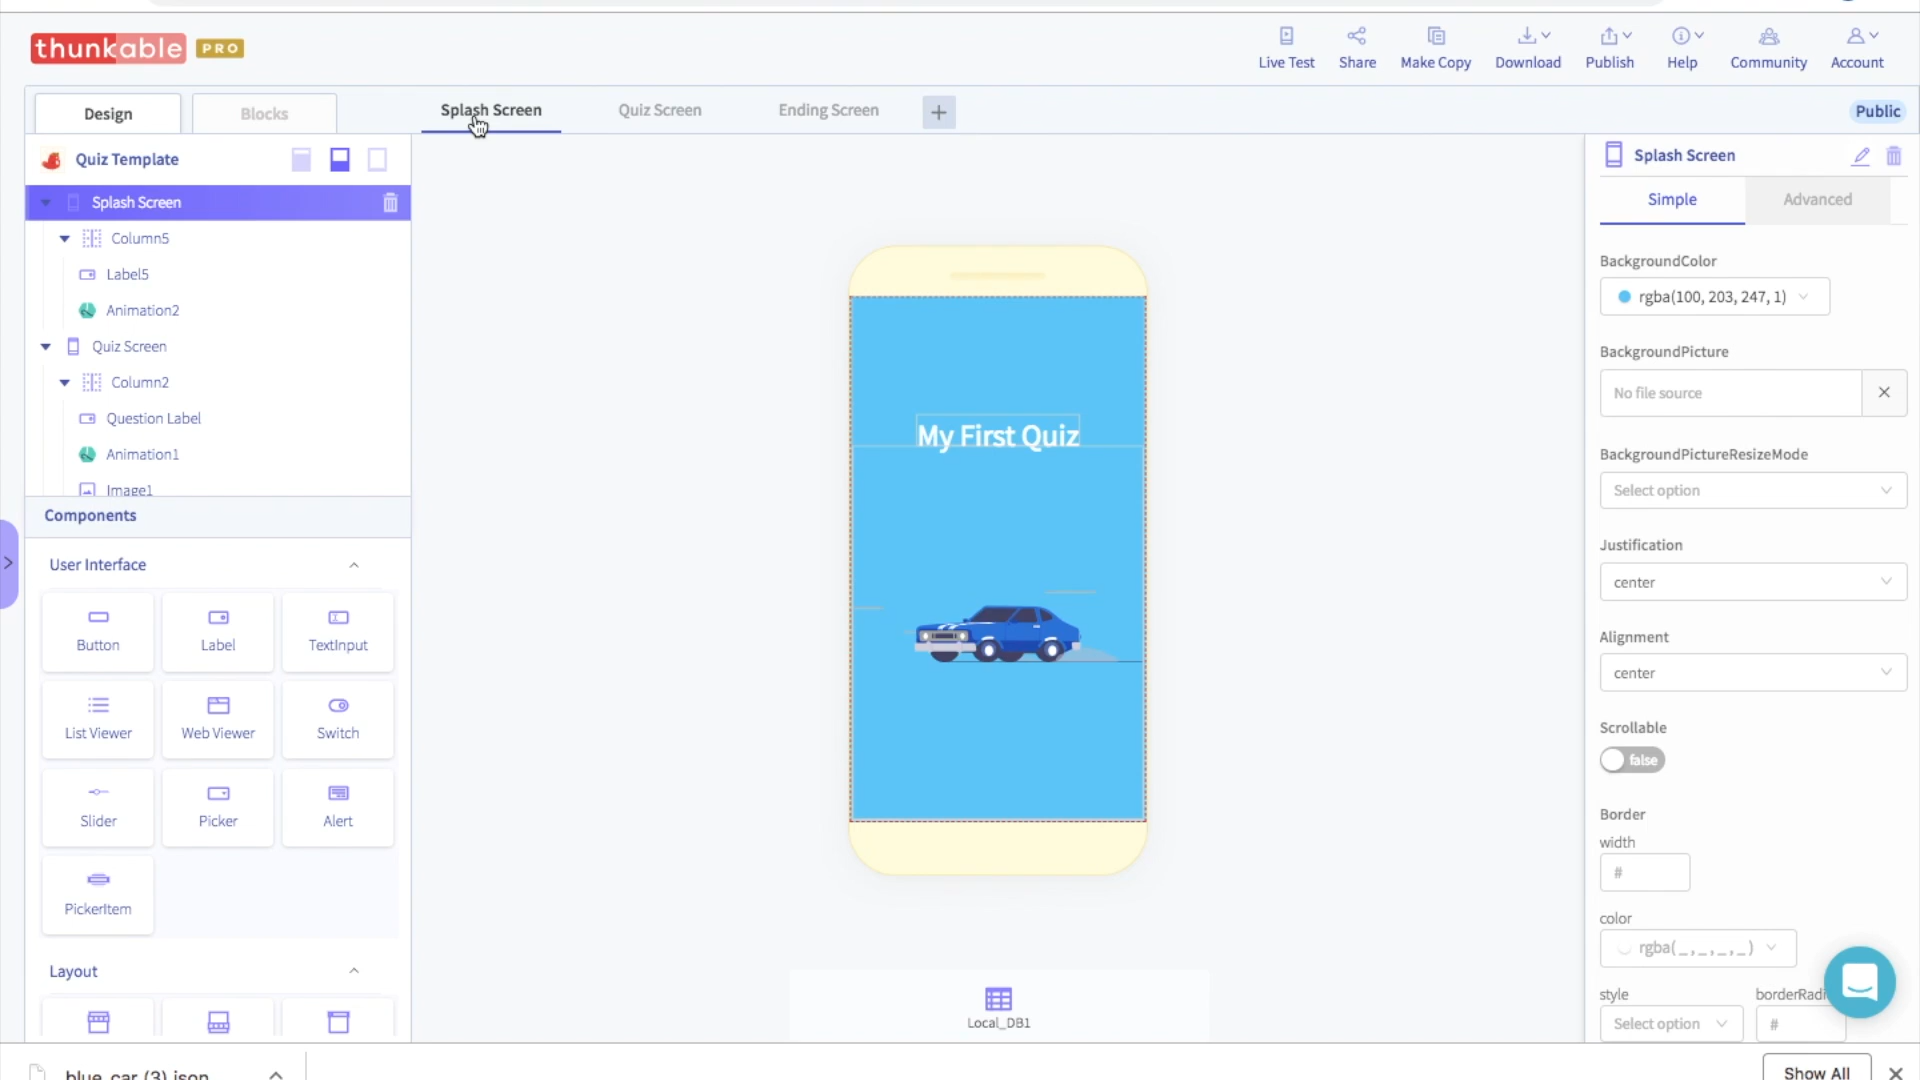 thunkable PRO
Live Test
Share
Make Copy
Download
Publish
Help
Community
Account
Design
Blocks
Splash Screen
Quiz Screen
Ending Screen
+
Public
Quiz Template
Splash Screen
Column5
Label5
Animation2
Quiz Screen
Column2
Question Label
Animation1
Image1
Components
User Interface
Button
Label
TextInput
List Viewer
Web Viewer
Switch
Slider
Picker
Alert
PickerItem
Layout
My First Quiz
Local_DB1
Splash Screen
Simple
Advanced
BackgroundColor
rgba(100, 203, 247, 1)
BackgroundPicture
No file source
BackgroundPictureResizeMode
Select option
Justification
center
Alignment
center
Scrollable
false
Border
width
#
color
rgba(_,_,_,_)
style
Select option
#
blue_car (3).json
Show All